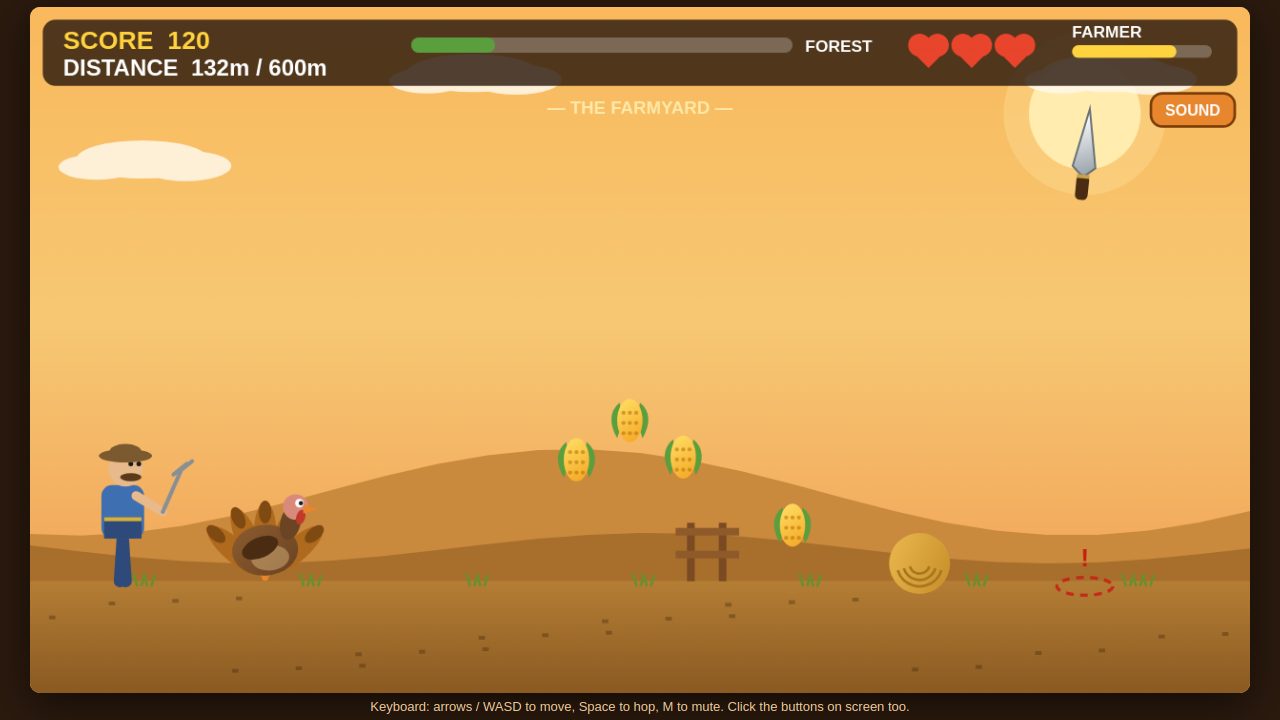 SCORE 120
DISTANCE 132m / 600m
FOREST
FARMER
SOUND
— THE FARMYARD —
!
Keyboard: arrows / WASD to move, Space to hop, M to mute. Click the buttons on screen too.